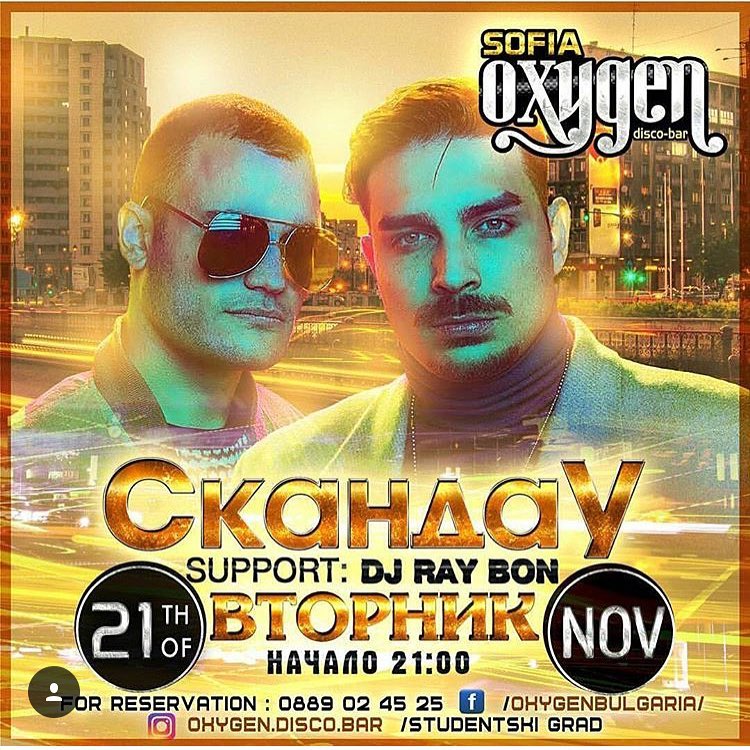 SOFIA
oxygen
disco-bar
СкандаУ
SUPPORT: DJ RAY BON
21TH OF
ВТОРНИК
NOV
НАЧАЛО 21:00
FOR RESERVATION : 0889 02 45 25 f /OXYGENBULGARIA/
OXYGEN.DISCO.BAR /STUDENTSKI GRAD